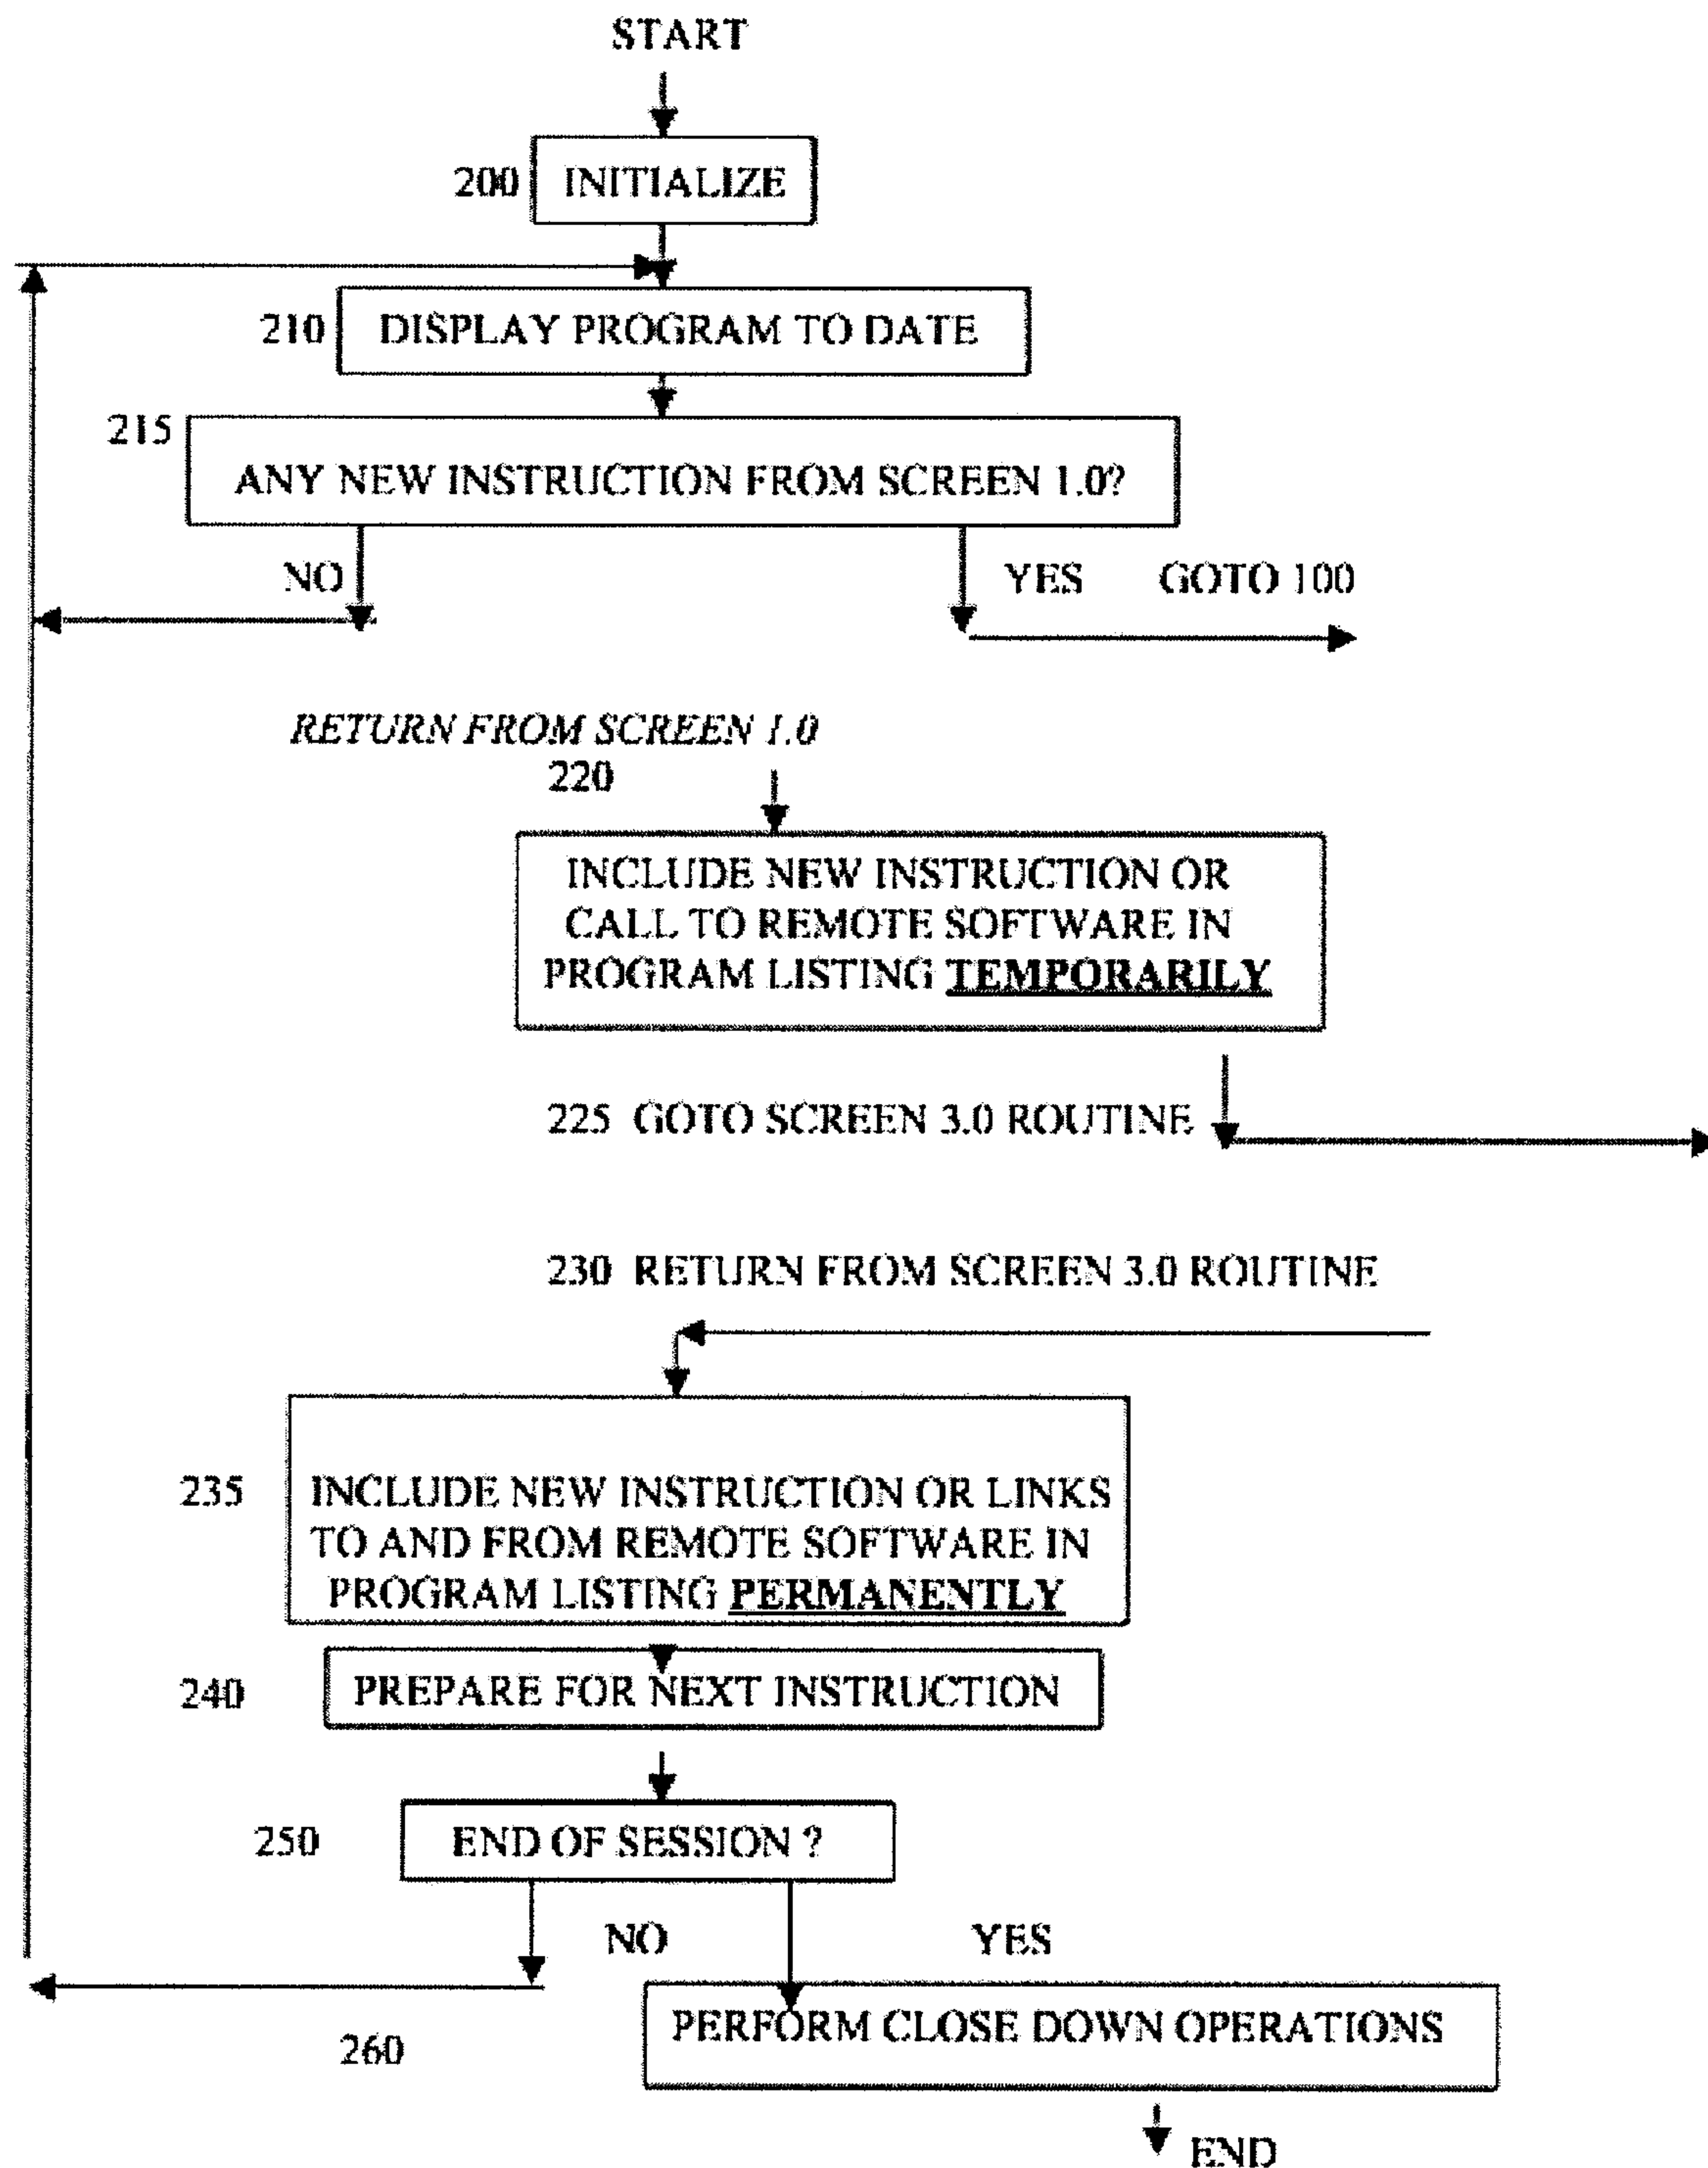 START
200 INITIALIZE
210 DISPLAY PROGRAM TO DATE
215
ANY NEW INSTRUCTION FROM SCREEN 1.0?
NO YES GOTO 100
RETURN FROM SCREEN 1.0
220
INCLUDE NEW INSTRUCTION OR
CALL TO REMOTE SOFTWARE IN
PROGRAM LISTING TEMPORARILY
225 GOTO SCREEN 3.0 ROUTINE
230 RETURN FROM SCREEN 3.0 ROUTINE
235 INCLUDE NEW INSTRUCTION OR LINKS
TO AND FROM REMOTE SOFTWARE IN
PROGRAM LISTING PERMANENTLY
240 PREPARE FOR NEXT INSTRUCTION
250 END OF SESSION ?
NO YES
260 PERFORM CLOSE DOWN OPERATIONS
END